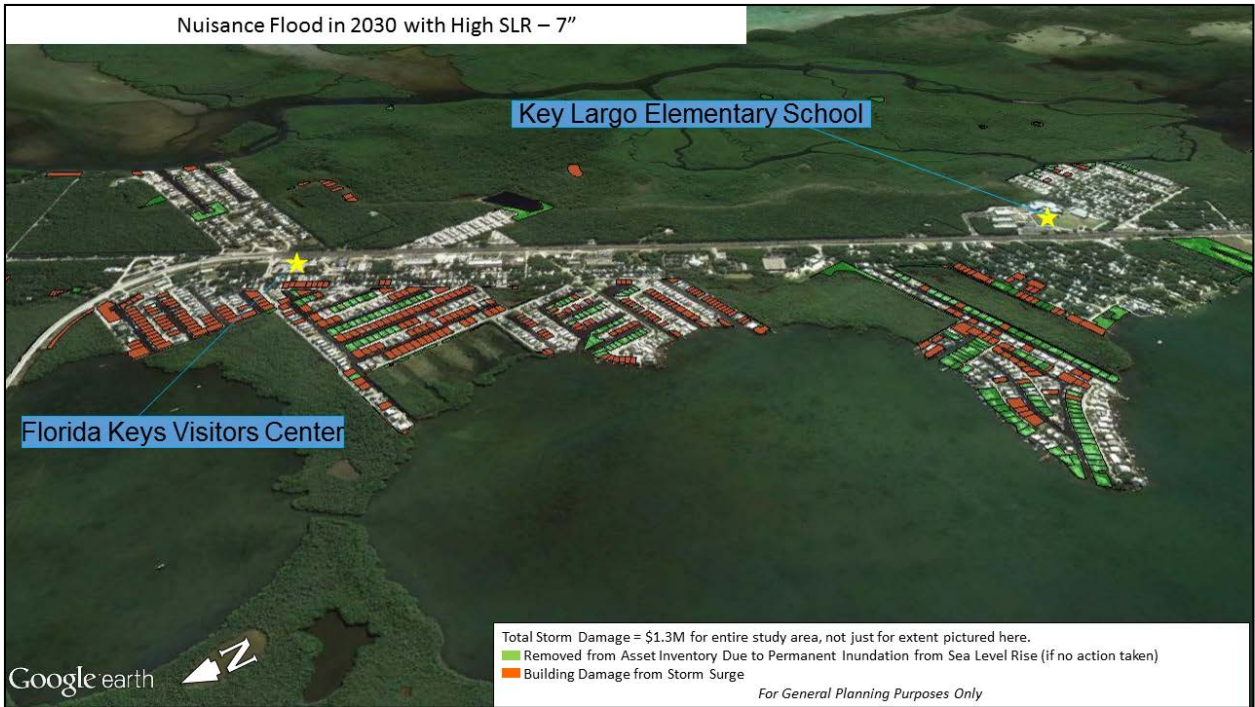 Nuisance Flood in 2030 with High SLR – 7”
Key Largo Elementary School
Florida Keys Visitors Center
Total Storm Damage = $1.3M for entire study area, not just for extent pictured here.
Removed from Asset Inventory Due to Permanent Inundation from Sea Level Rise (if no action taken)
Building Damage from Storm Surge
For General Planning Purposes Only
Google earth
N